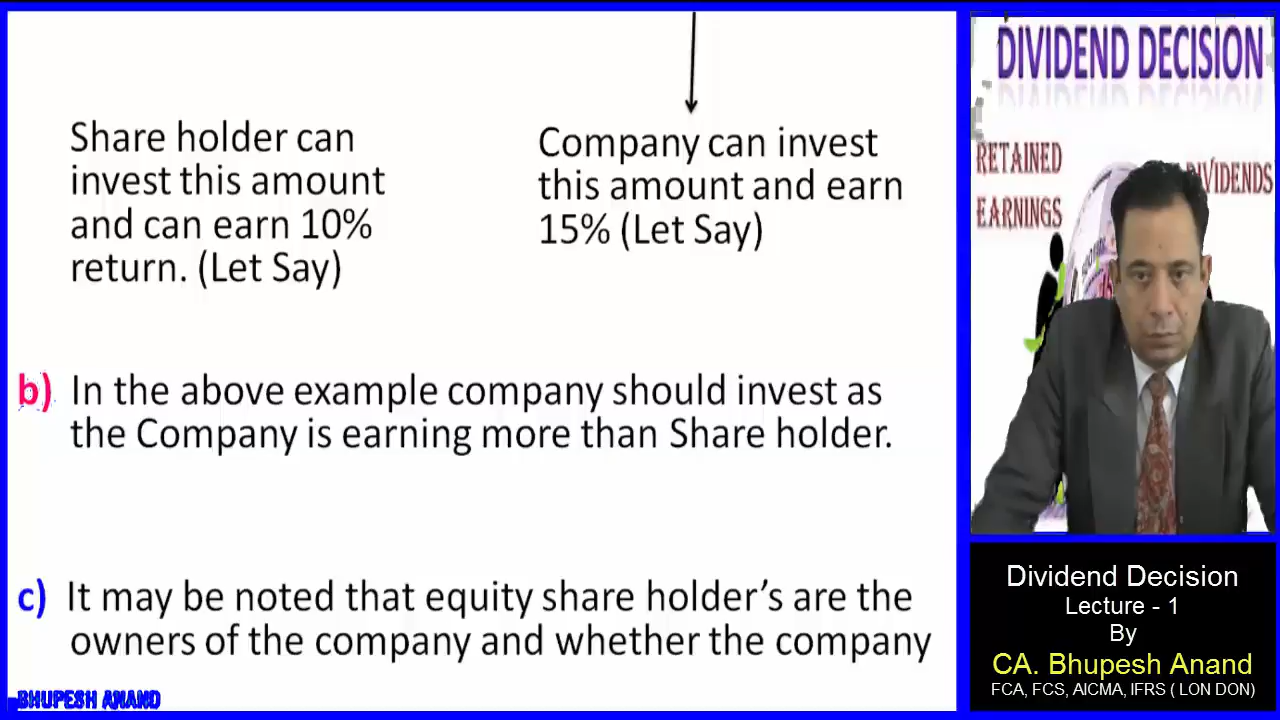 Share holder can
invest this amount
and can earn 10%
return. (Let Say)
Company can invest
this amount and earn
15% (Let Say)
b) In the above example company should invest as
the Company is earning more than Share holder.
c) It may be noted that equity share holder's are the
owners of the company and whether the company
BHUPESH ANAND
DIVIDEND DECISION
RETAINED
EARNINGS
DIVIDENDS
Dividend Decision
Lecture - 1
By
CA. Bhupesh Anand
FCA, FCS, AICMA, IFRS ( LON DON)